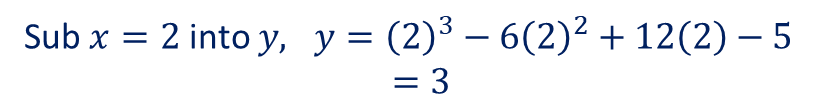 Sub x = 2 into y, y = (2)³ − 6(2)² + 12(2) − 5
= 3